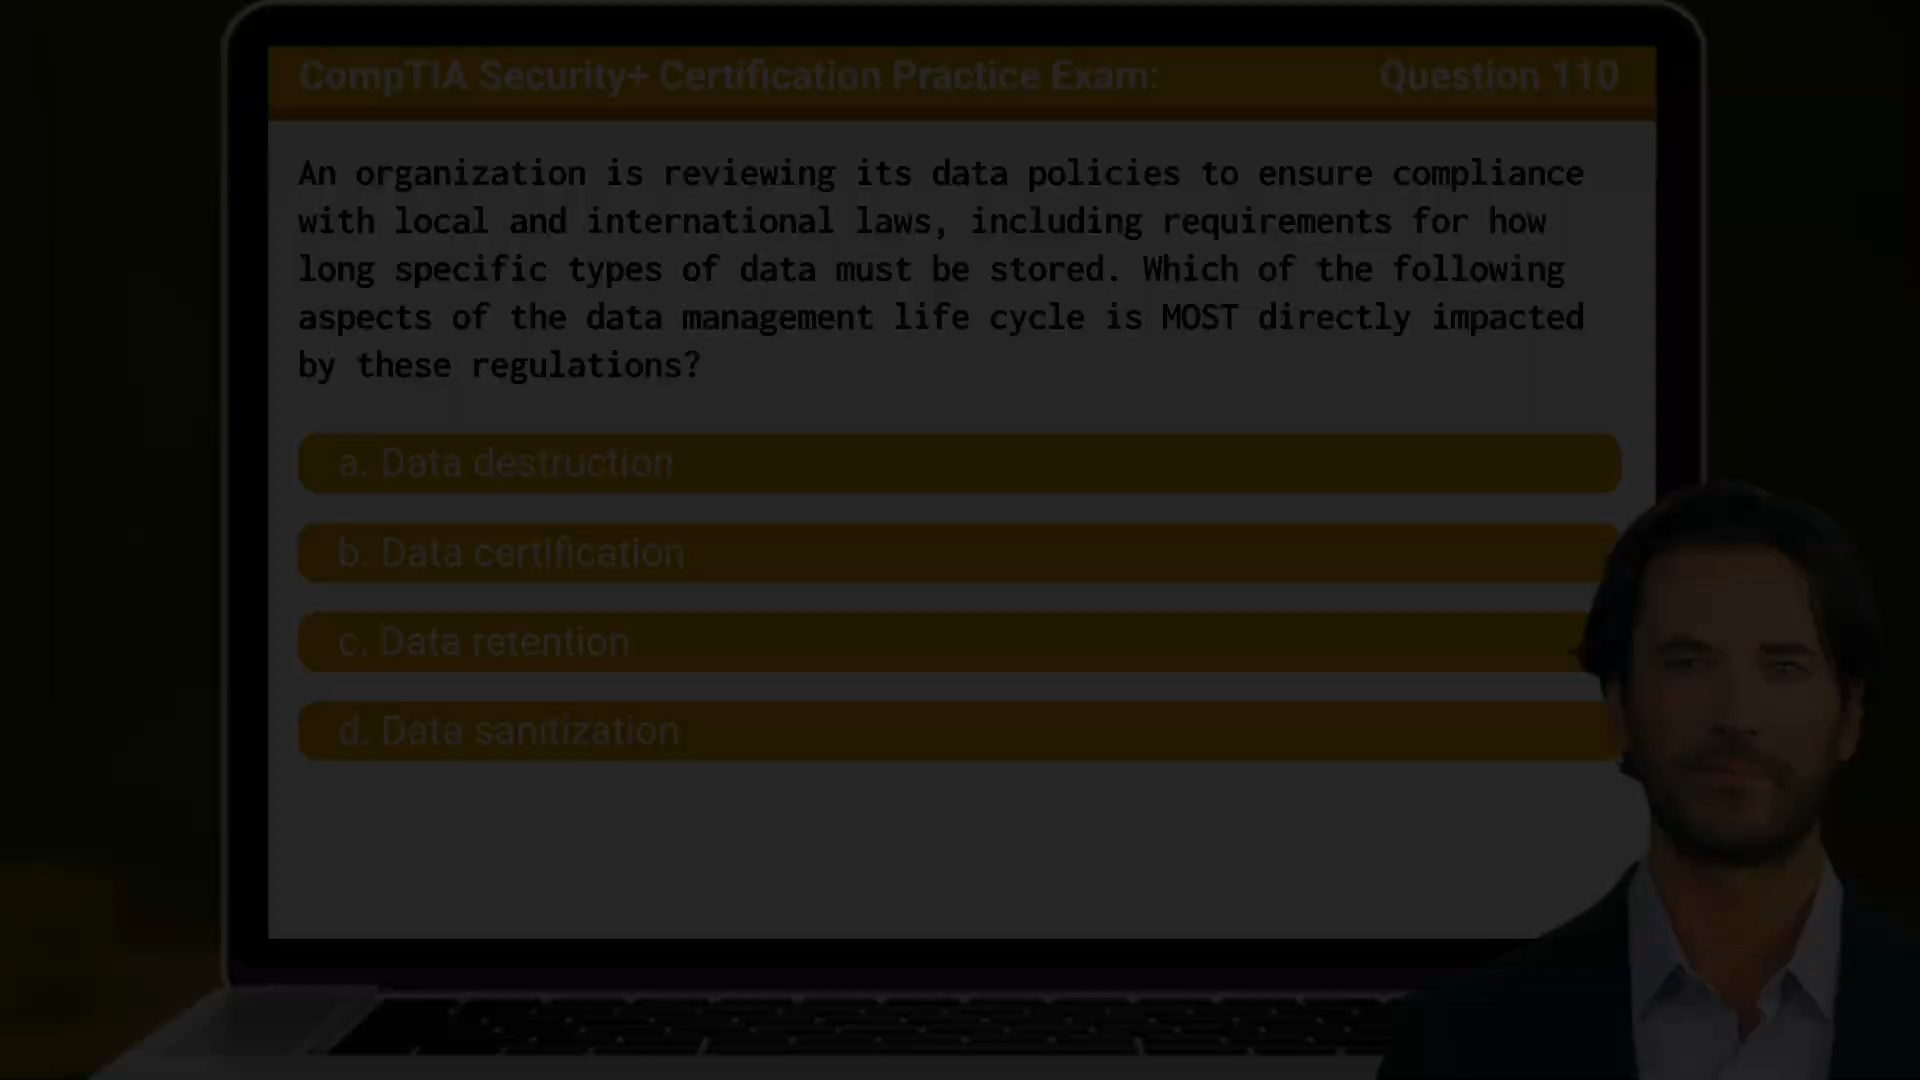 CompTIA Security+ Certification Practice Exam: Question 110
An organization is reviewing its data policies to ensure compliance
with local and international laws, including requirements for how
long specific types of data must be stored. Which of the following
aspects of the data management life cycle is MOST directly impacted
by these regulations?
a. Data destruction
b. Data certification
c. Data retention
d. Data sanitization